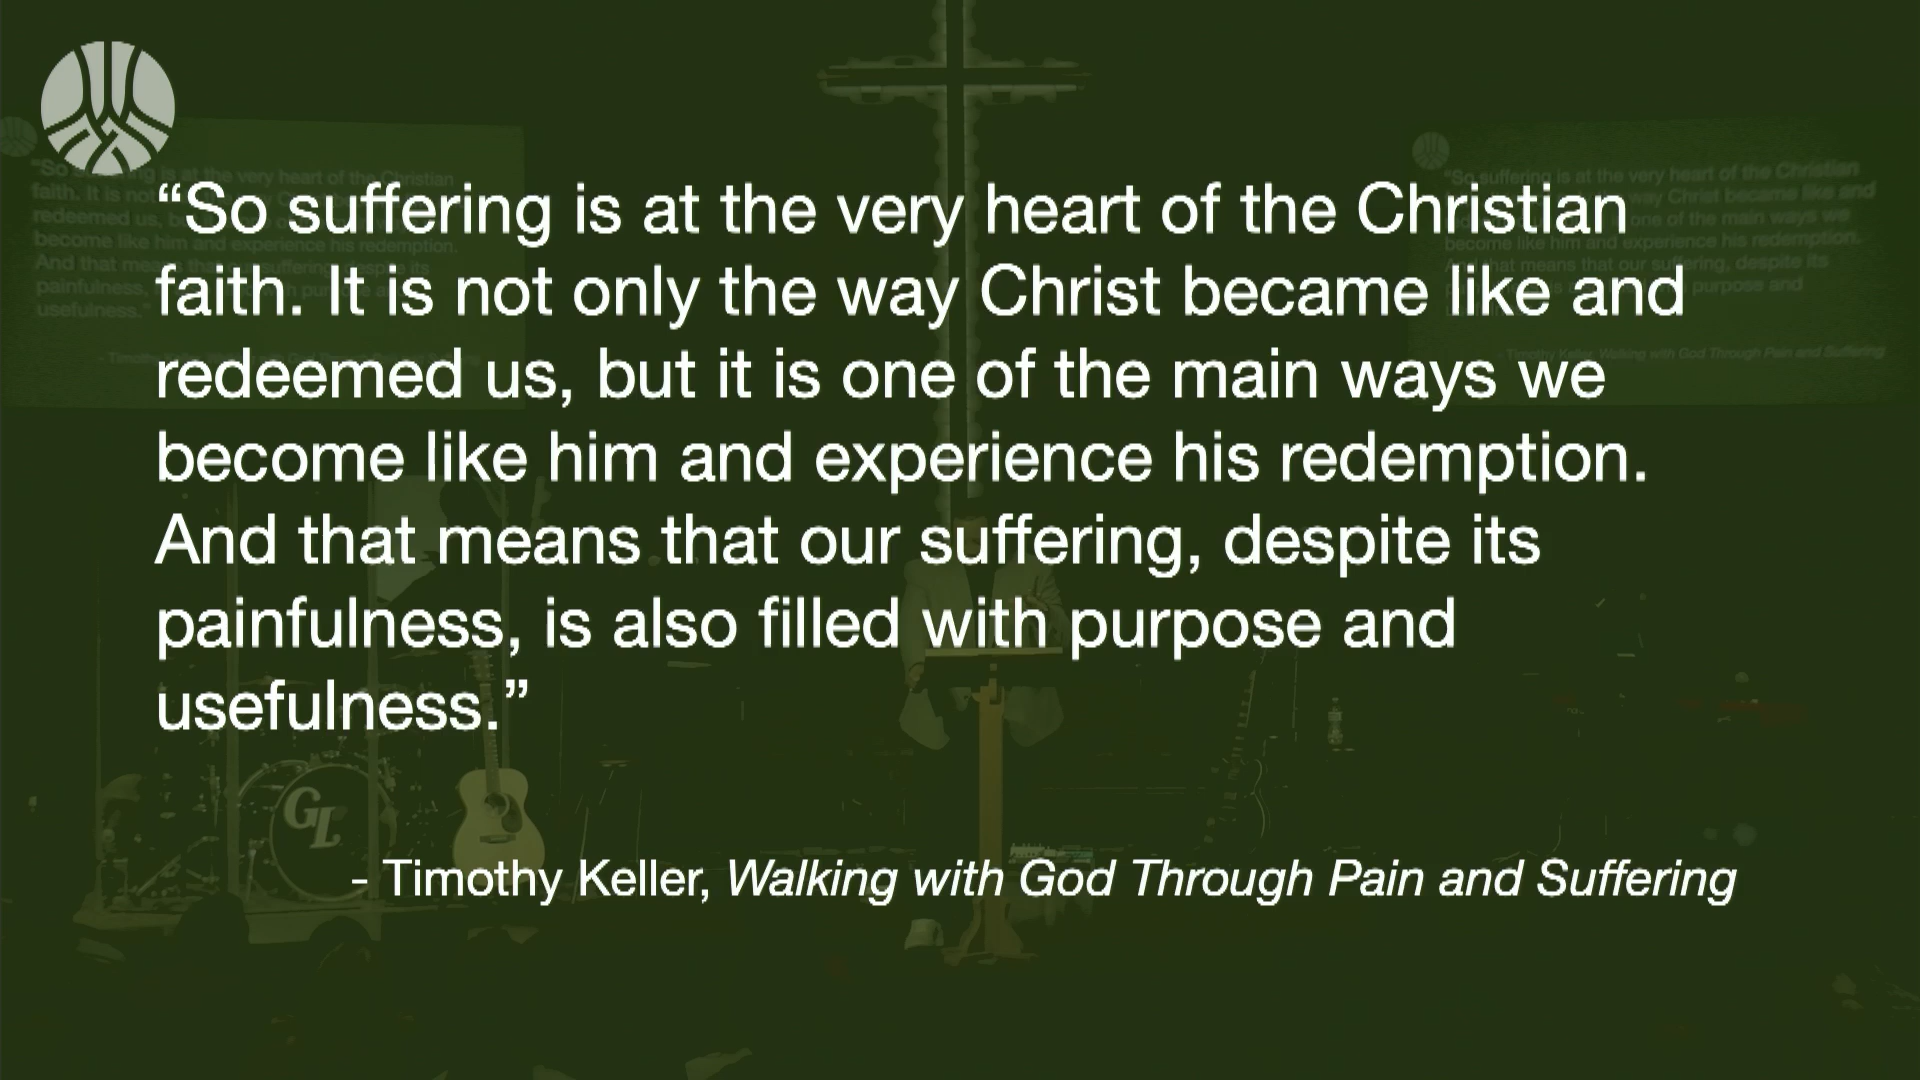 “So suffering is at the very heart of the Christian
faith. It is not only the way Christ became like and
redeemed us, but it is one of the main ways we
become like him and experience his redemption.
And that means that our suffering, despite its
painfulness, is also filled with purpose and
usefulness.”
- Timothy Keller, Walking with God Through Pain and Suffering
GL